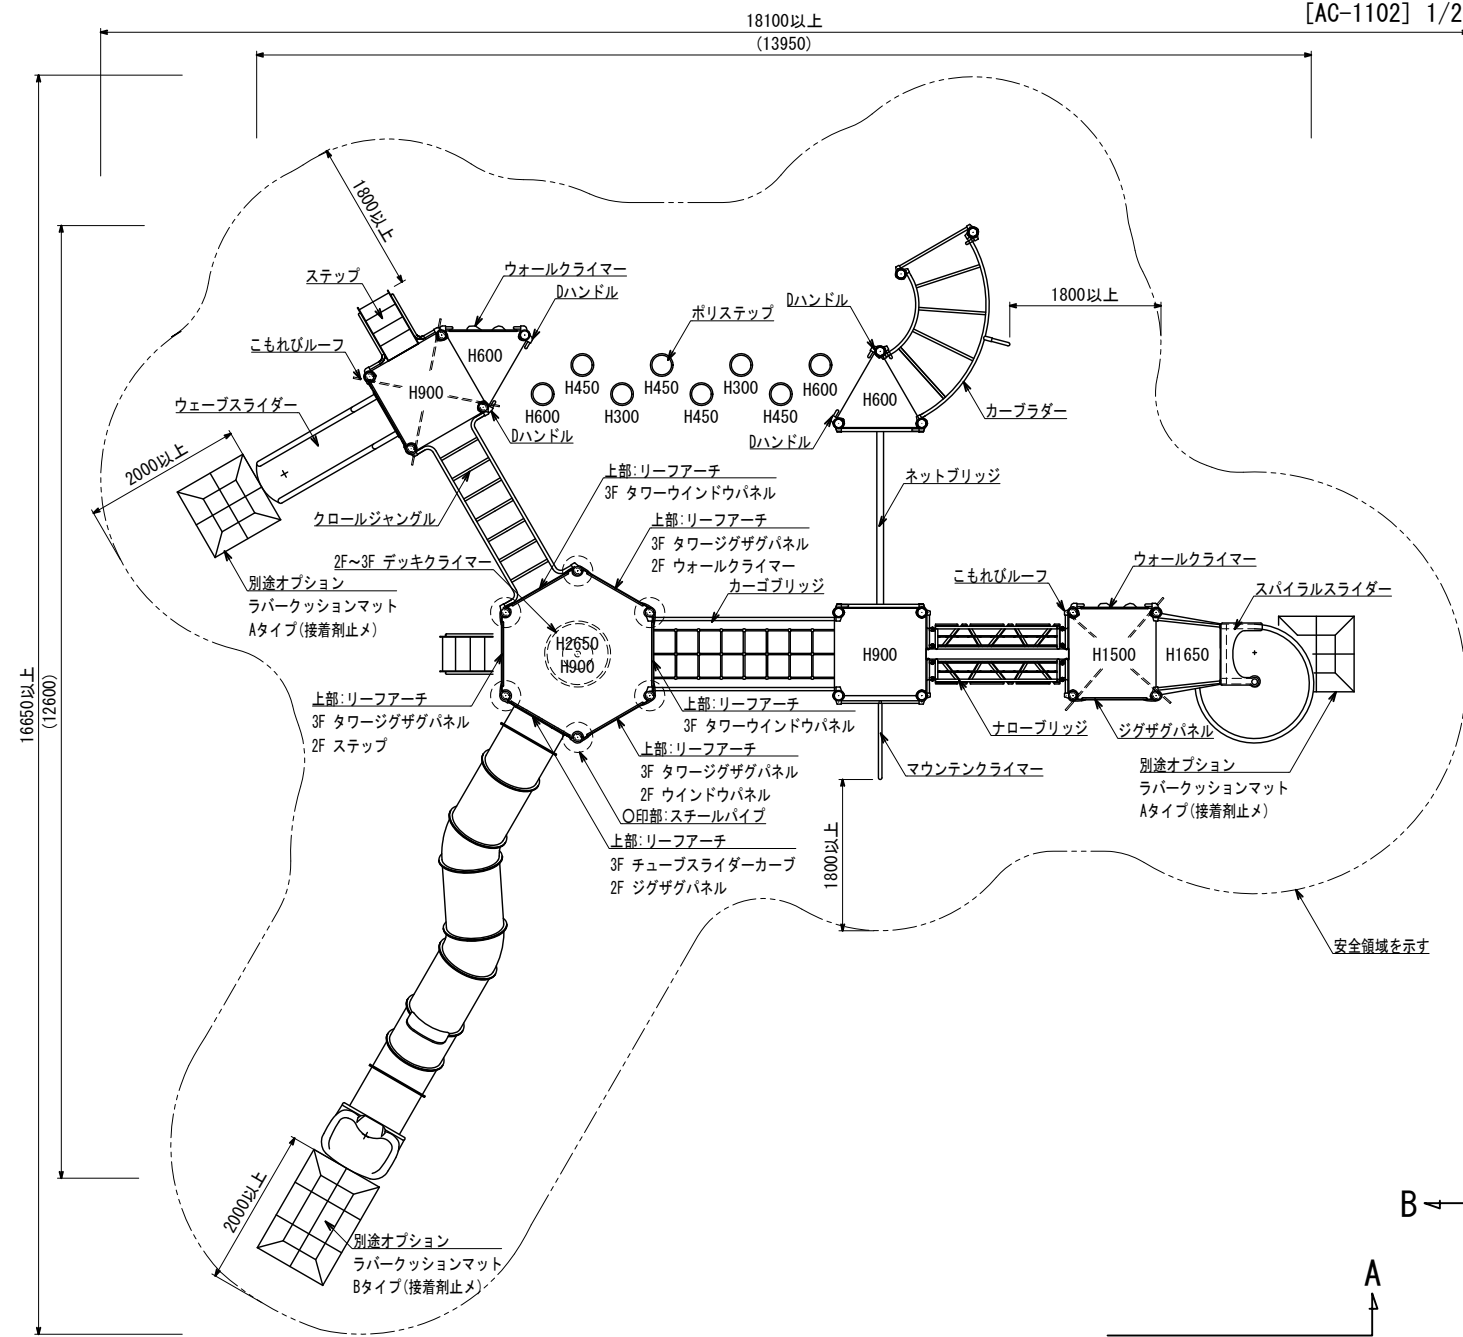 [AC-1102] 1/2
18100以上
(13950)
16650以上
(12600)
1800以上
ステップ
ウォールクライマー
Dハンドル
ポリステップ
Dハンドル
1800以上
こもれびルーフ
H600
H900
H450
H450
H300
H600
H600
H300
H450
H450
H600
ウェーブスライダー
カーブラダー
Dハンドル
Dハンドル
2000以上
上部:リーフアーチ
3F タワーウインドウパネル
ネットブリッジ
クロールジャングル
上部:リーフアーチ
3F タワージグザグパネル
2F ウォールクライマー
2F~3F デッキクライマー
カーゴブリッジ
別途オプション
ラバークッションマット
Aタイプ(接着剤止メ)
こもれびルーフ
ウォールクライマー
スパイラルスライダー
H2650
H900
H900
H1500
H1650
上部:リーフアーチ
3F タワージグザグパネル
2F ステップ
上部:リーフアーチ
3F タワーウインドウパネル
ナローブリッジ
ジグザグパネル
上部:リーフアーチ
3F タワージグザグパネル
2F ウインドウパネル
マウンテンクライマー
別途オプション
ラバークッションマット
Aタイプ(接着剤止メ)
〇印部:スチールパイプ
上部:リーフアーチ
3F チューブスライダーカーブ
2F ジグザグパネル
1800以上
安全領域を示す
2000以上
別途オプション
ラバークッションマット
Bタイプ(接着剤止メ)
B
A